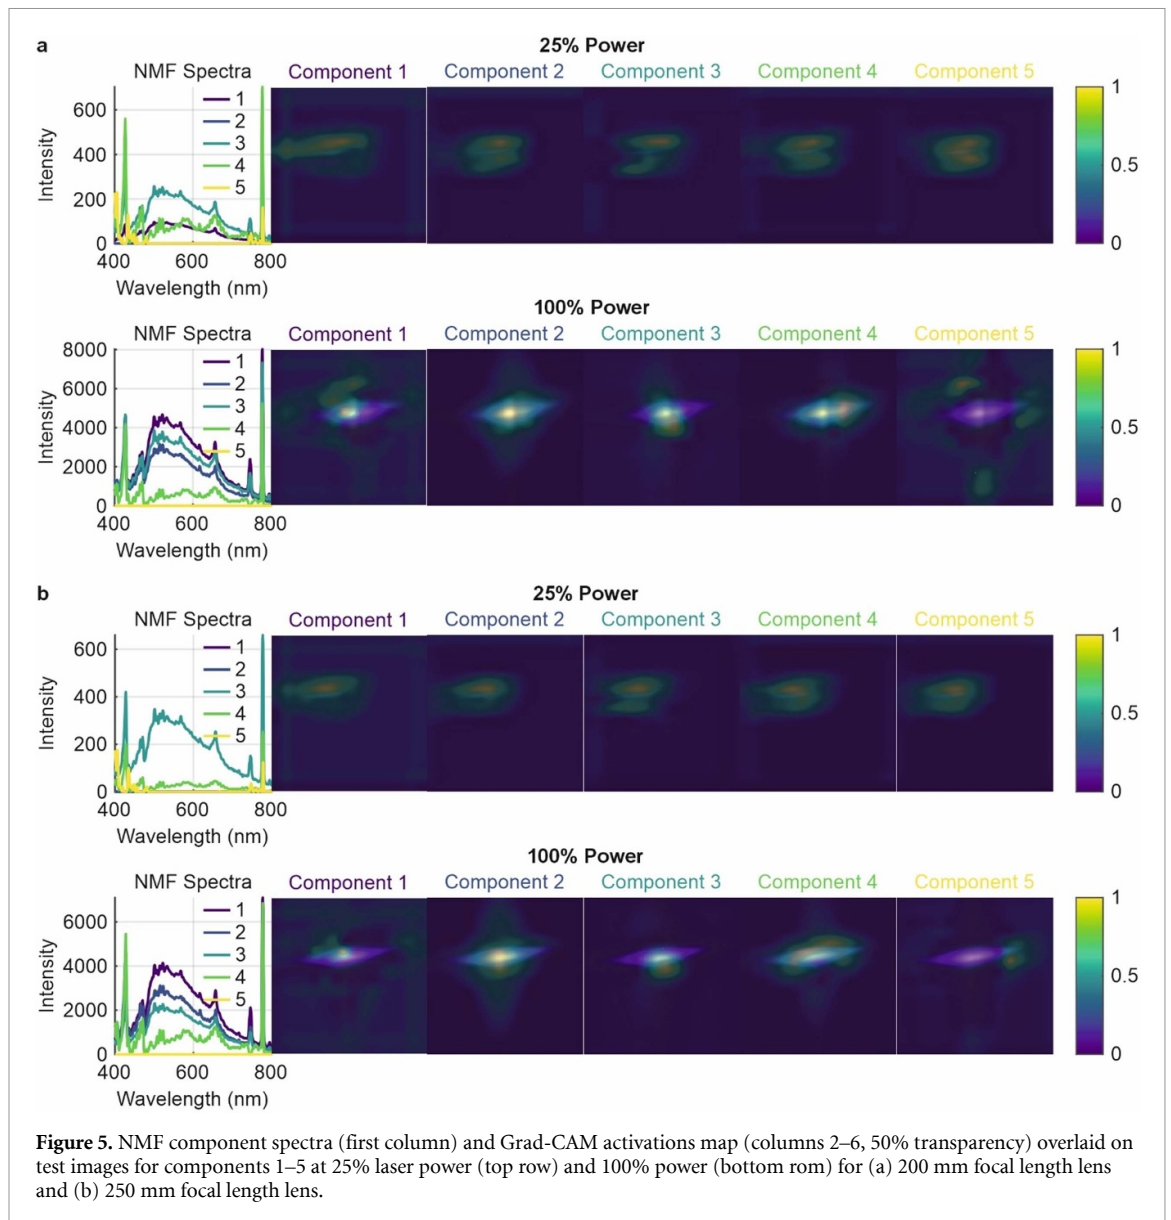 a
25% Power
NMF Spectra Component 1 Component 2 Component 3 Component 4 Component 5
1
2
3
4
5
600
400
200
0
Intensity
400 600 800
Wavelength (nm)
1
0.5
0
100% Power
NMF Spectra Component 1 Component 2 Component 3 Component 4 Component 5
1
2
3
4
5
8000
6000
4000
2000
0
Intensity
400 600 800
Wavelength (nm)
1
0.5
0
b
25% Power
NMF Spectra Component 1 Component 2 Component 3 Component 4 Component 5
1
2
3
4
5
600
400
200
0
Intensity
400 600 800
Wavelength (nm)
1
0.5
0
100% Power
NMF Spectra Component 1 Component 2 Component 3 Component 4 Component 5
1
2
3
4
5
6000
4000
2000
0
Intensity
400 600 800
Wavelength (nm)
1
0.5
0
Figure 5. NMF component spectra (first column) and Grad-CAM activations map (columns 2–6, 50% transparency) overlaid on
test images for components 1–5 at 25% laser power (top row) and 100% power (bottom rom) for (a) 200 mm focal length lens
and (b) 250 mm focal length lens.